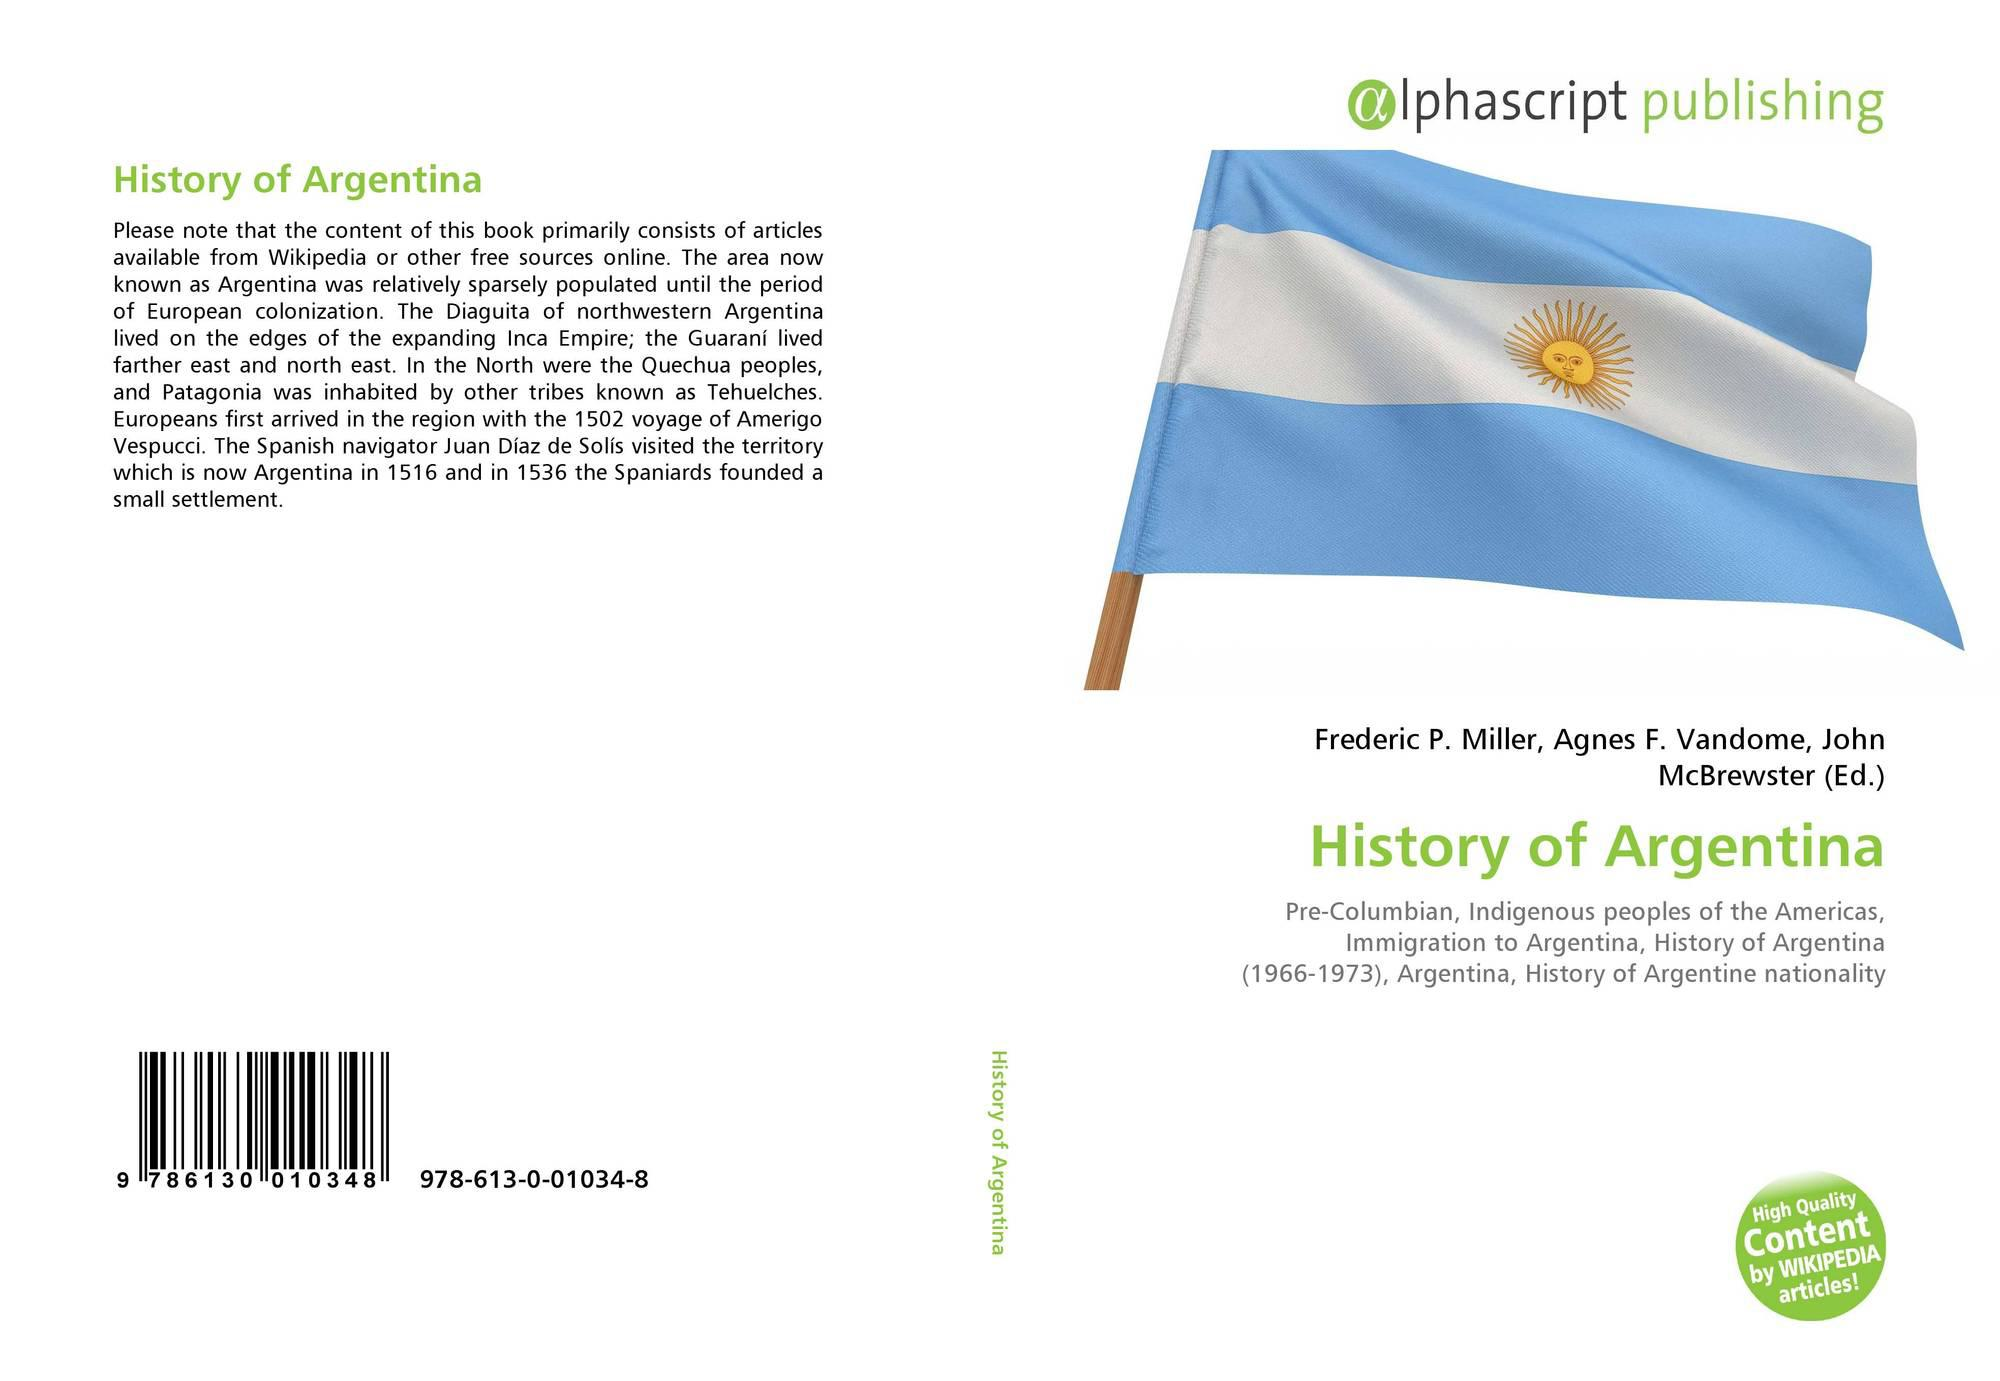 History of Argentina
Please note that the content of this book primarily consists of articles
available from Wikipedia or other free sources online. The area now
known as Argentina was relatively sparsely populated until the period
of European colonization. The Diaguita of northwestern Argentina
lived on the edges of the expanding Inca Empire; the Guaraní lived
farther east and north east. In the North were the Quechua peoples,
and Patagonia was inhabited by other tribes known as Tehuelches.
Europeans first arrived in the region with the 1502 voyage of Amerigo
Vespucci. The Spanish navigator Juan Díaz de Solís visited the territory
which is now Argentina in 1516 and in 1536 the Spaniards founded a
small settlement.
9 786130 010348
978-613-0-01034-8
History of Argentina
αlphascript publishing
Frederic P. Miller, Agnes F. Vandome, John
McBrewster (Ed.)
History of Argentina
Pre-Columbian, Indigenous peoples of the Americas,
Immigration to Argentina, History of Argentina
(1966-1973), Argentina, History of Argentine nationality
High Quality
Content
by WIKIPEDIA
articles!